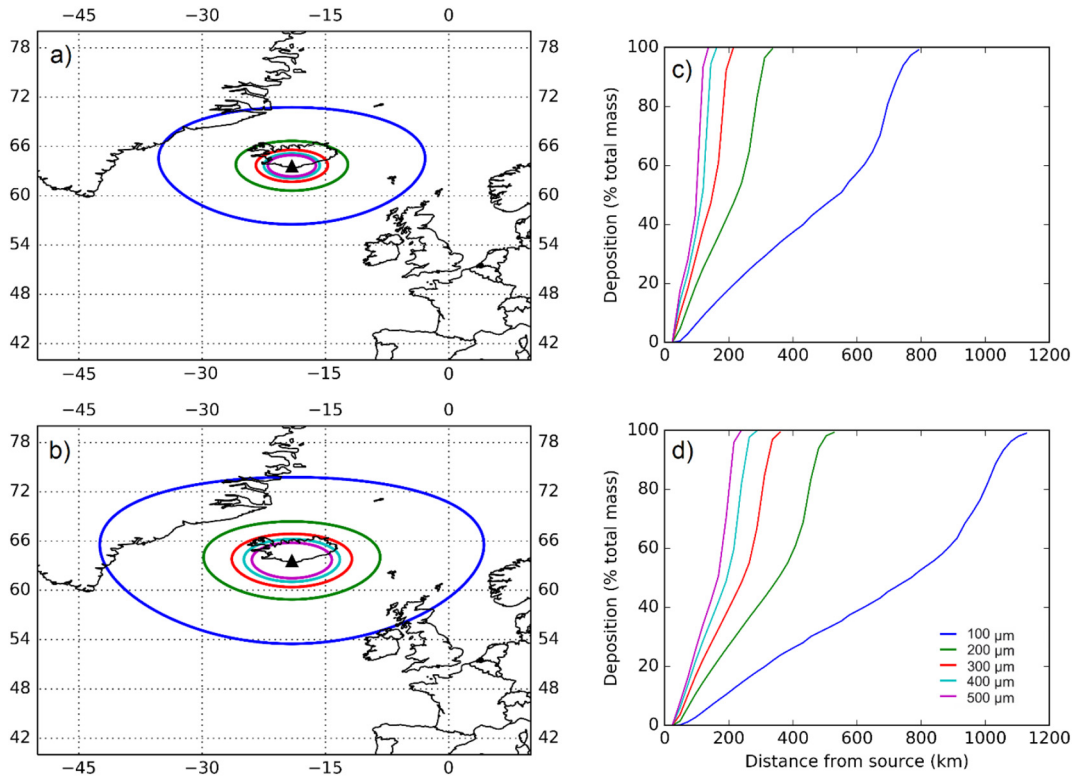 −45 −30 −15 0
a)
78 78
72 72
66 66
60 60
54 54
48 48
42 42
−45 −30 −15 0
c)
Deposition (% total mass)
100
80
60
40
20
0
0 200 400 600 800 1000 1200
−45 −30 −15 0
b)
78 78
72 72
66 66
60 60
54 54
48 48
42 42
−45 −30 −15 0
d)
Deposition (% total mass)
100
80
60
40
20
0
100 µm
200 µm
300 µm
400 µm
500 µm
0 200 400 600 800 1000 1200
Distance from source (km)